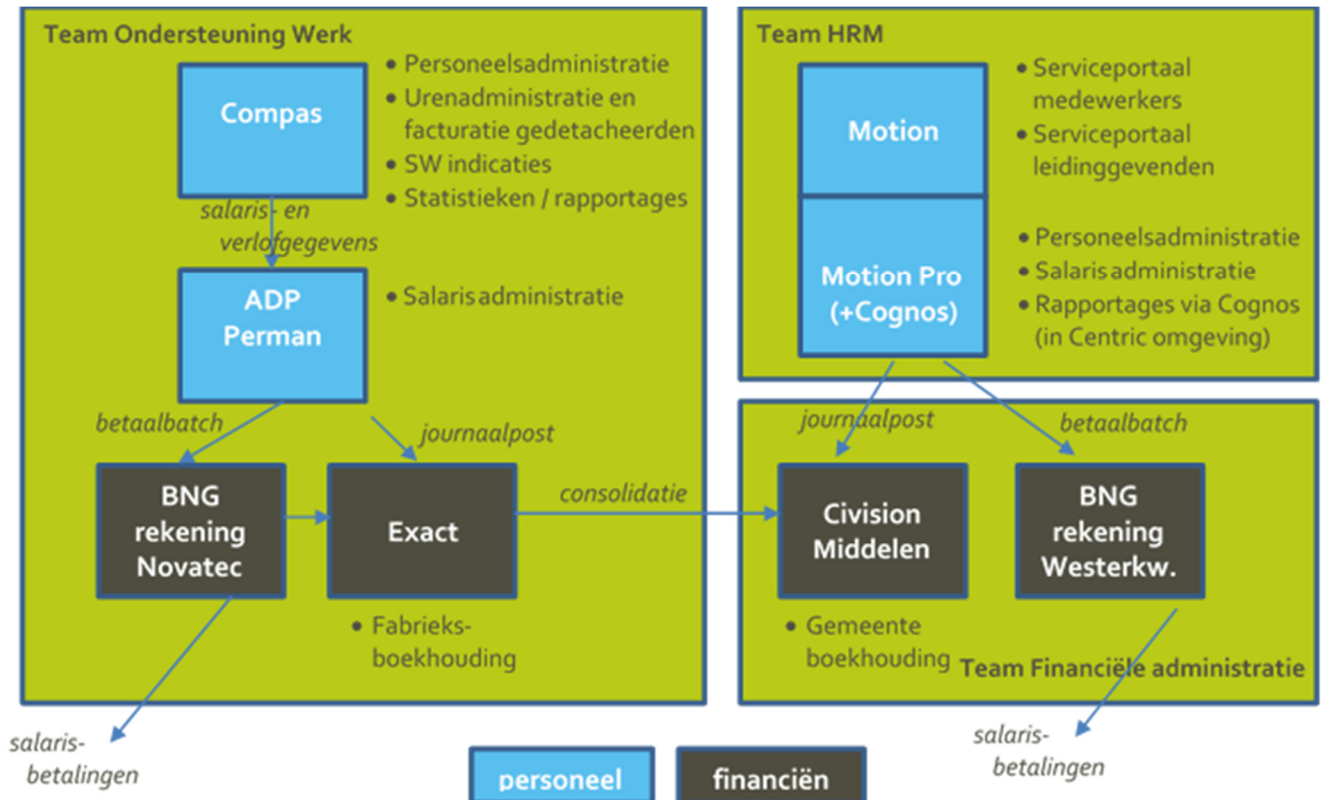 Team Ondersteuning Werk
Compas
• Personeelsadministratie
• Urenadministratie en
facturatie gedetacheerden
• SW indicaties
• Statistieken / rapportages
salaris- en
verlofgegevens
ADP
Perman
• Salarisadministratie
betaalbatch
journaalpost
BNG
rekening
Novatec
Exact
consolidatie
• Fabrieks-
boekhouding
salaris-
betalingen
Team HRM
Motion
• Serviceportaal
medewerkers
• Serviceportaal
leidinggevenden
Motion Pro
(+Cognos)
• Personeelsadministratie
• Salarisadministratie
• Rapportages via Cognos
(in Centric omgeving)
journaalpost
betaalbatch
Civision
Middelen
BNG
rekening
Westerkw.
• Gemeente
boekhouding
Team Financiële administratie
salaris-
betalingen
personeel
financiën